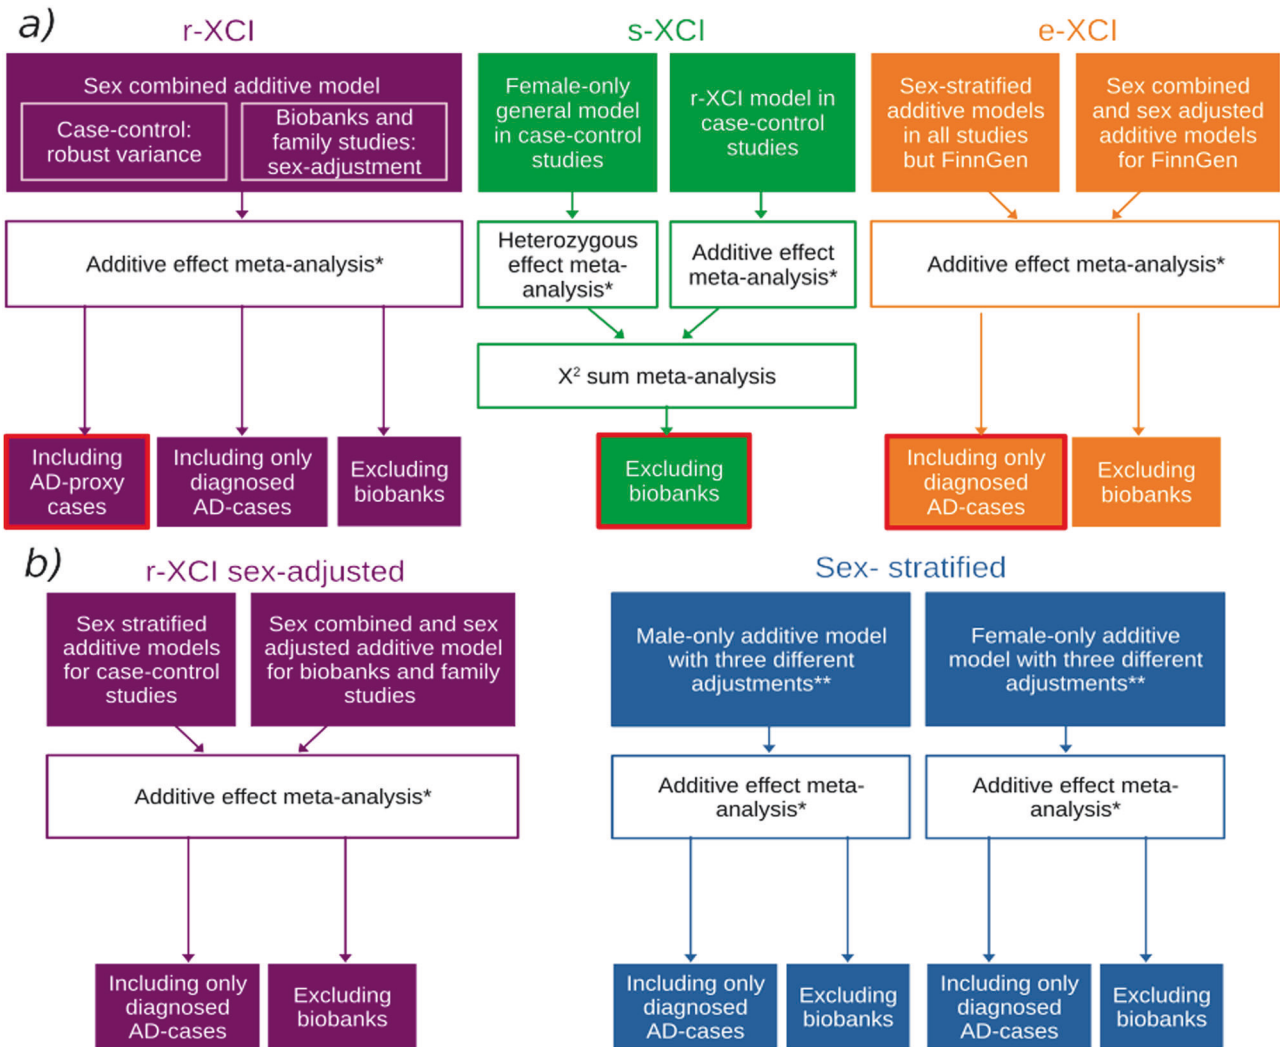 a)
r-XCI
Sex combined additive model
Case-control:
robust variance
Biobanks and
family studies:
sex-adjustment
Additive effect meta-analysis*
Including
AD-proxy
cases
Including only
diagnosed
AD-cases
Excluding
biobanks
s-XCI
Female-only
general model
in case-control
studies
r-XCI model in
case-control
studies
Heterozygous
effect meta-
analysis*
Additive effect
meta-analysis*
X² sum meta-analysis
Excluding
biobanks
e-XCI
Sex-stratified
additive models
in all studies
but FinnGen
Sex combined
and sex adjusted
additive models
for FinnGen
Additive effect meta-analysis*
Including only
diagnosed
AD-cases
Excluding
biobanks
b)
r-XCI sex-adjusted
Sex stratified
additive models
for case-control
studies
Sex combined and sex
adjusted additive model
for biobanks and family
studies
Additive effect meta-analysis*
Including only
diagnosed
AD-cases
Excluding
biobanks
Sex- stratified
Male-only additive model
with three different
adjustments**
Female-only additive
model with three different
adjustments**
Additive effect meta-
analysis*
Additive effect meta-
analysis*
Including only
diagnosed
AD-cases
Excluding
biobanks
Including only
diagnosed
AD-cases
Excluding
biobanks